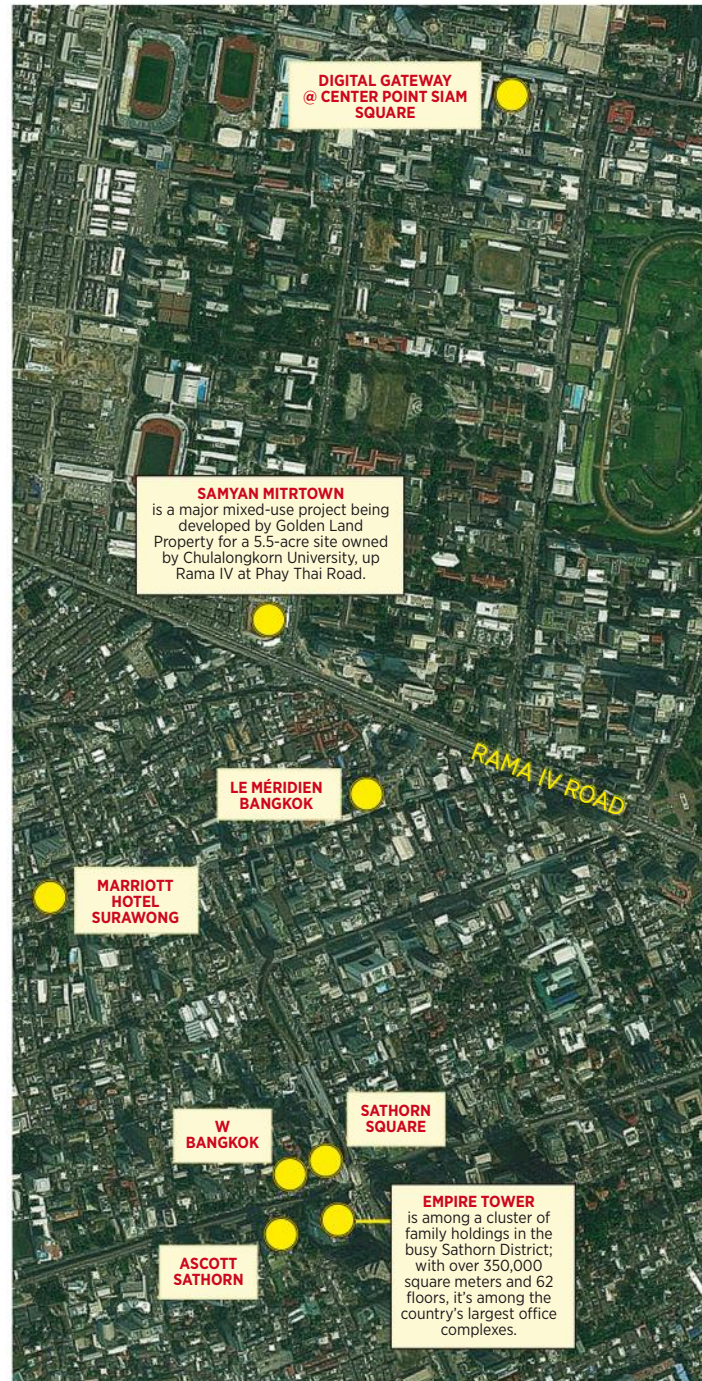 DIGITAL GATEWAY
@ CENTER POINT SIAM
SQUARE
SAMYAN MITRTOWN
is a major mixed-use project being
developed by Golden Land
Property for a 5.5-acre site owned
by Chulalongkorn University, up
Rama IV at Phay Thai Road.
RAMA IV ROAD
LE MÉRIDIEN
BANGKOK
MARRIOTT
HOTEL
SURAWONG
SATHORN
SQUARE
W
BANGKOK
EMPIRE TOWER
is among a cluster of
family holdings in the
busy Sathorn District;
with over 350,000
square meters and 62
floors, it’s among the
country’s largest office
complexes.
ASCOTT
SATHORN